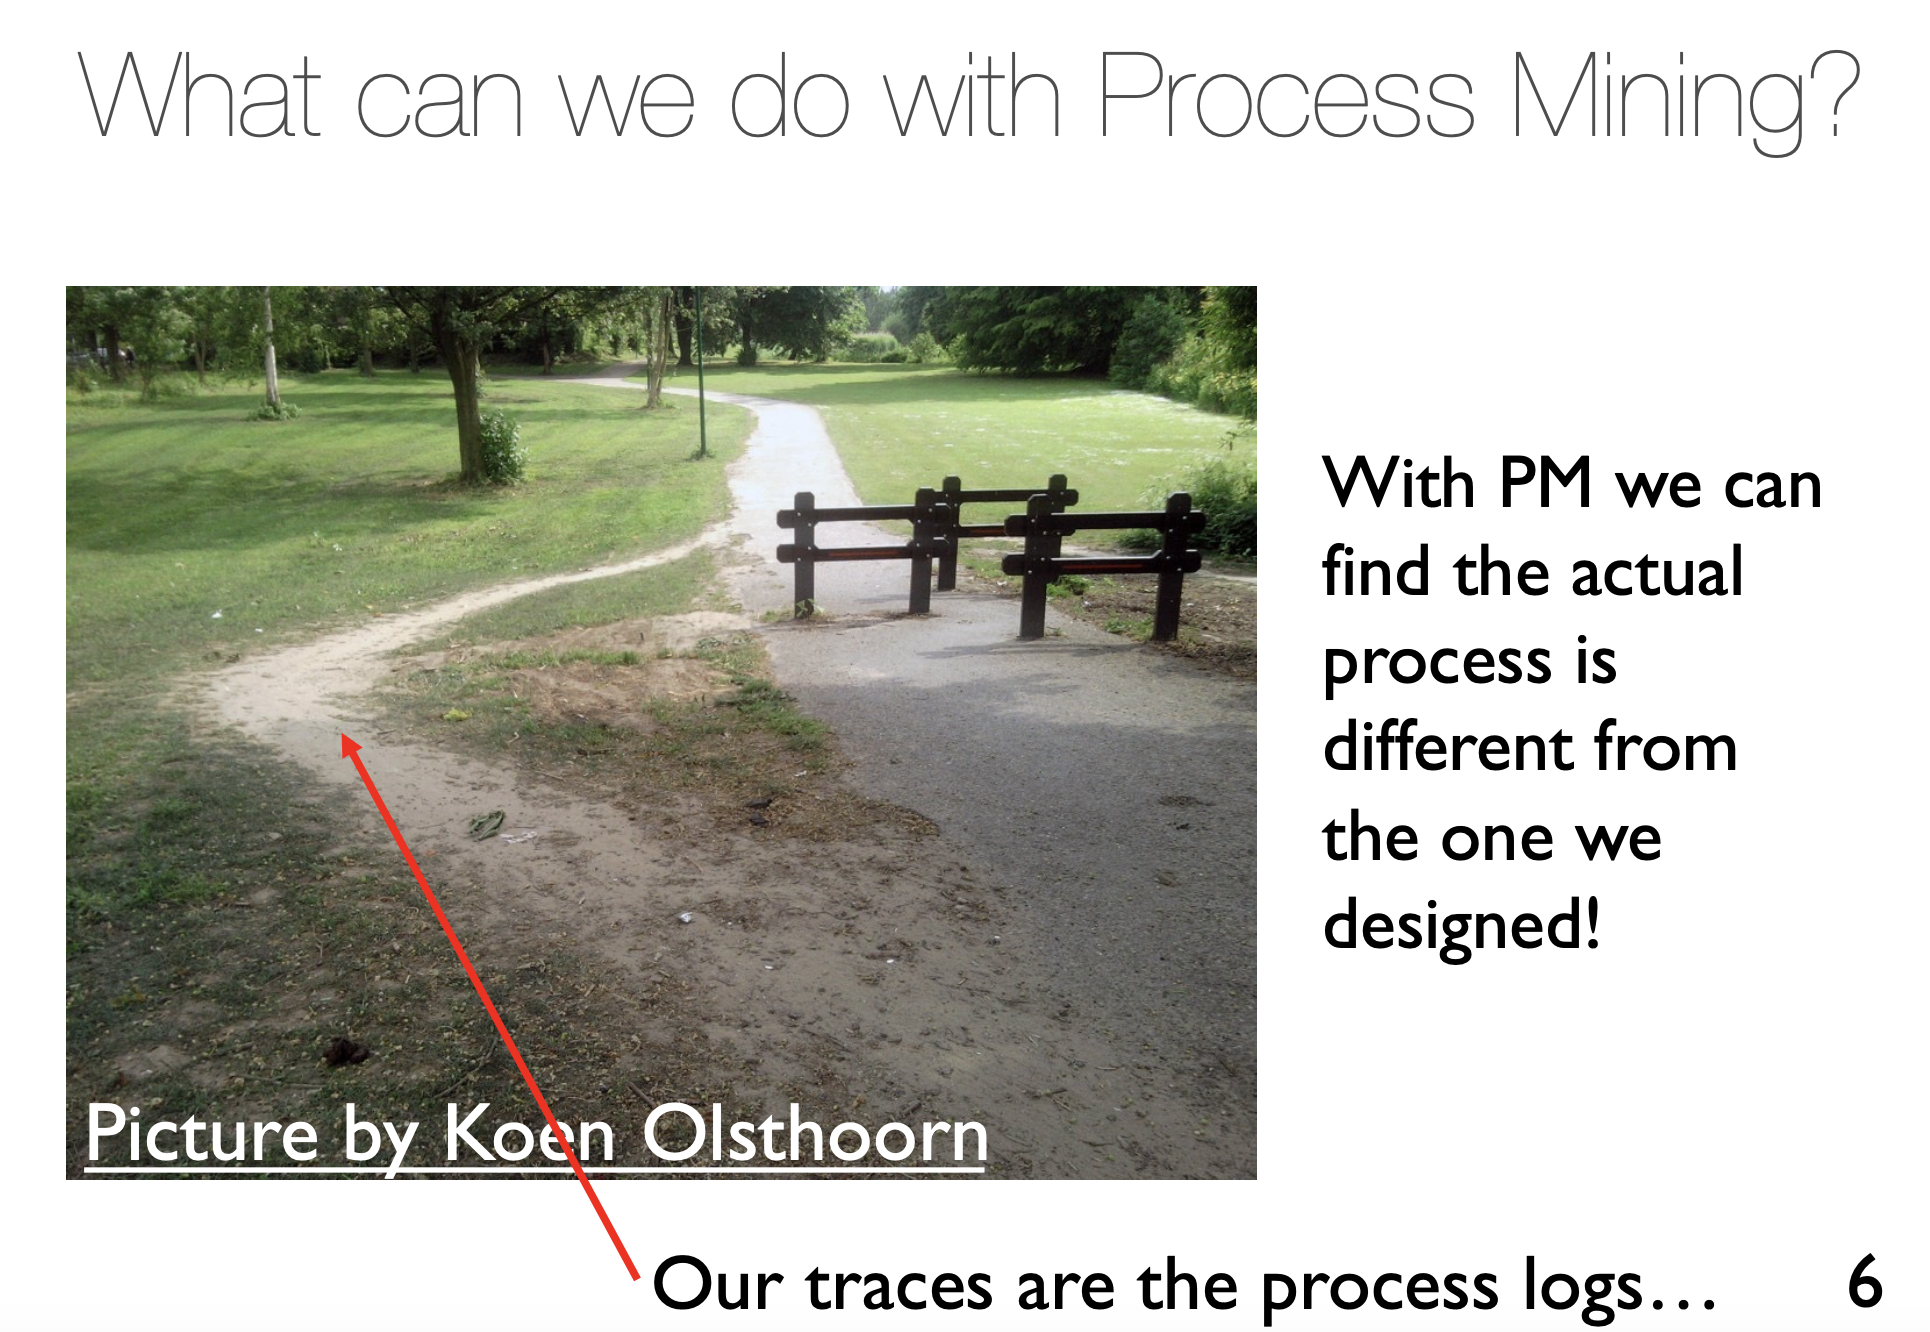 What can we do with Process Mining?
With PM we can
find the actual
process is
different from
the one we
designed!
Picture by Koen Olsthoorn
Our traces are the process logs…
6